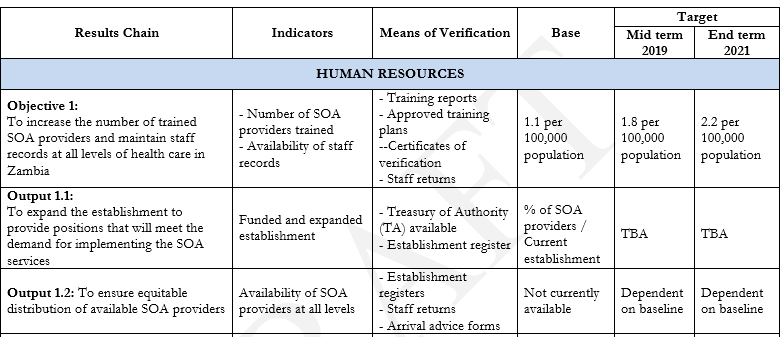 Results Chain
Indicators
Means of Verification
Base
Target
Mid term
2019
End term
2021
HUMAN RESOURCES
Objective 1:
To increase the number of trained
SOA providers and maintain staff
records at all levels of health care in
Zambia
- Number of SOA
providers trained
- Availability of staff
records
- Training reports
- Approved training
plans
--Certificates of
verification
- Staff returns
1.1 per
100,000
population
1.8 per
100,000
population
2.2 per
100,000
population
Output 1.1:
To expand the establishment to
provide positions that will meet the
demand for implementing the SOA
services
Funded and expanded
establishment
- Treasury of Authority
(TA) available
- Establishment register
% of SOA
providers /
Current
establishment
TBA
TBA
Output 1.2: To ensure equitable
distribution of available SOA providers
Availability of SOA
providers at all levels
- Establishment
registers
- Staff returns
- Arrival advice forms
Not currently
available
Dependent
on baseline
Dependent
on baseline